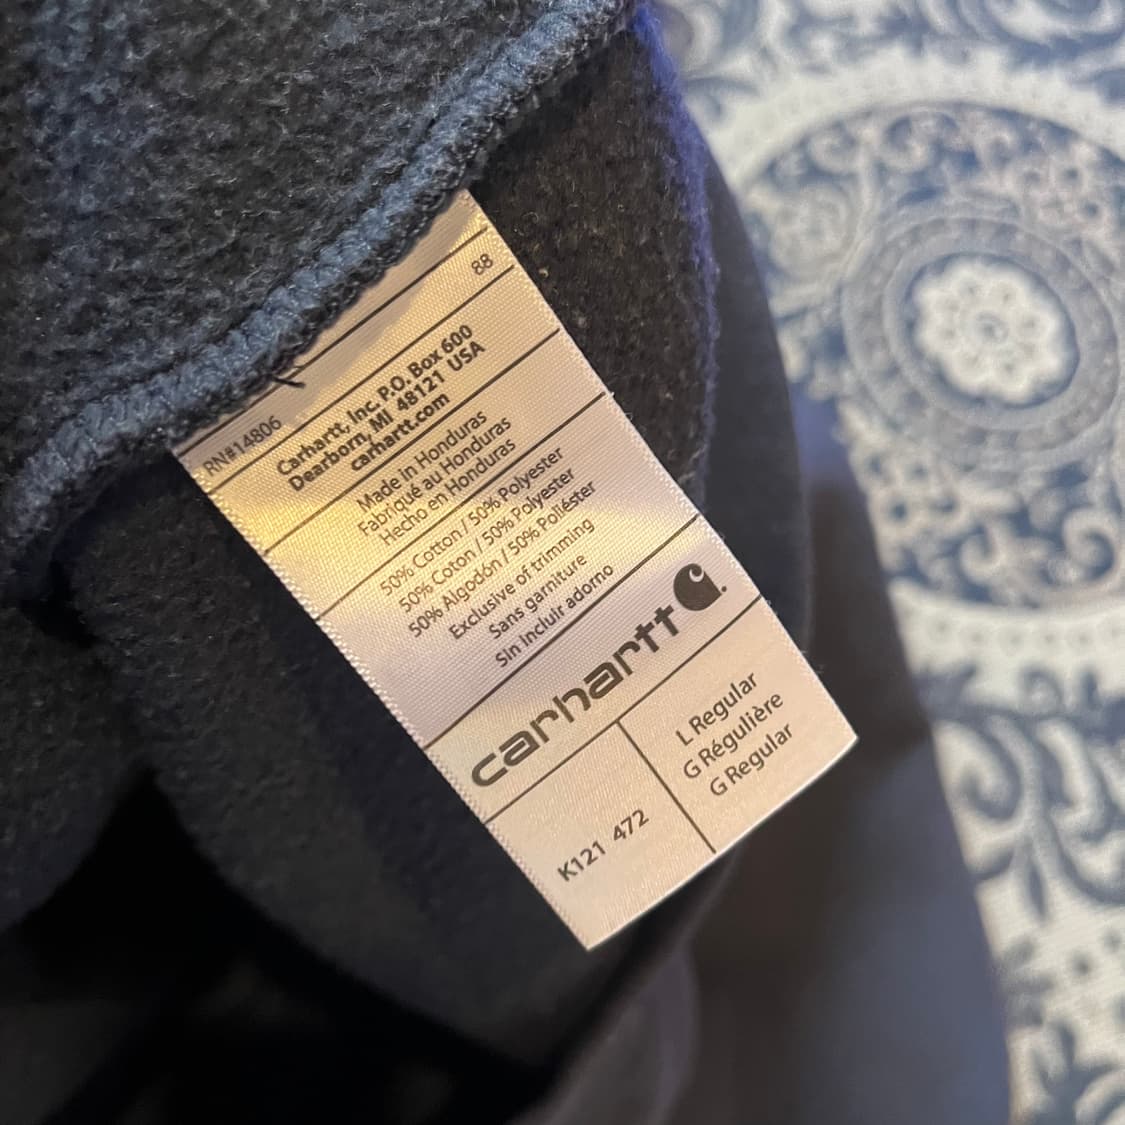 88
RN#14806
Carhartt, Inc. P.O. Box 600
Dearborn, MI 48121 USA
carhartt.com
Made in Honduras
Fabriqué au Honduras
Hecho en Honduras
50% Cotton / 50% Polyester
50% Coton / 50% Polyester
50% Algodón / 50% Poliéster
Exclusive of trimming
Sans garniture
Sin incluir adorno
carhartt
K121 472
L Regular
G Régulière
G Regular